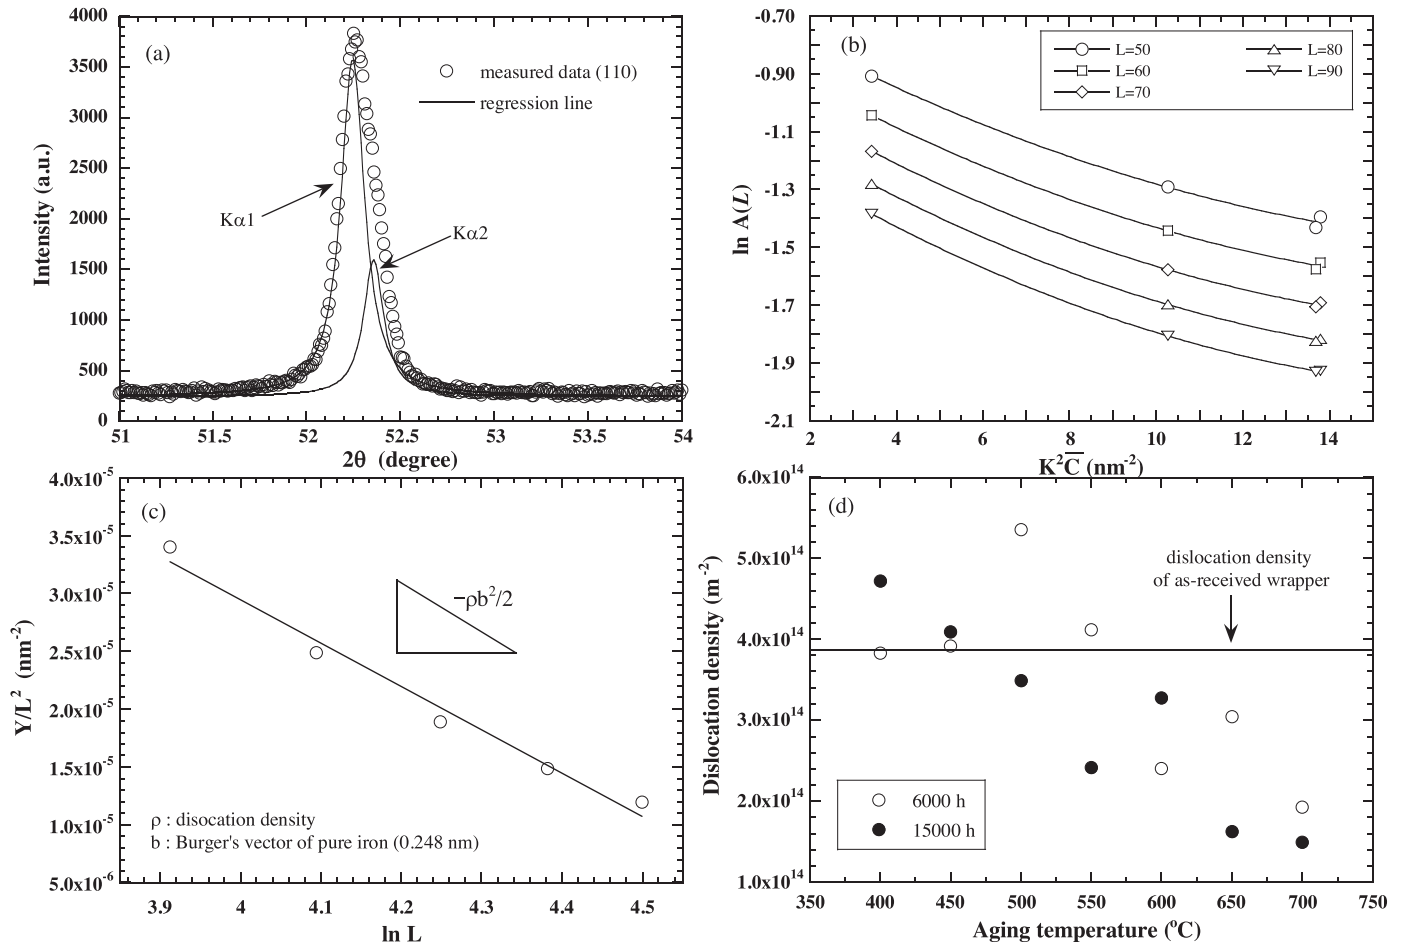 (a)
measured data (110)
regression line
Kα1
Kα2
Intensity (a.u.)
4000
3500
3000
2500
2000
1500
1000
500
0
51
51.5
52
52.5
53
53.5
54
2θ (degree)
(b)
L=50
L=60
L=70
L=80
L=90
ln A(L)
-0.70
-0.90
-1.1
-1.3
-1.5
-1.7
-1.9
-2.1
2
4
6
8
10
12
14
K²C̅ (nm⁻²)
(c)
Y/L² (nm⁻²)
4.0x10⁻⁵
3.5x10⁻⁵
3.0x10⁻⁵
2.5x10⁻⁵
2.0x10⁻⁵
1.5x10⁻⁵
1.0x10⁻⁵
5.0x10⁻⁶
−ρb²/2
ρ : disocation density
b : Burger's vector of pure iron (0.248 nm)
3.9
4
4.1
4.2
4.3
4.4
4.5
ln L
(d)
Dislocation density (m⁻²)
6.0x10¹⁴
5.0x10¹⁴
4.0x10¹⁴
3.0x10¹⁴
2.0x10¹⁴
1.0x10¹⁴
dislocation density
of as-received wrapper
6000 h
15000 h
350
400
450
500
550
600
650
700
750
Aging temperature (ºC)